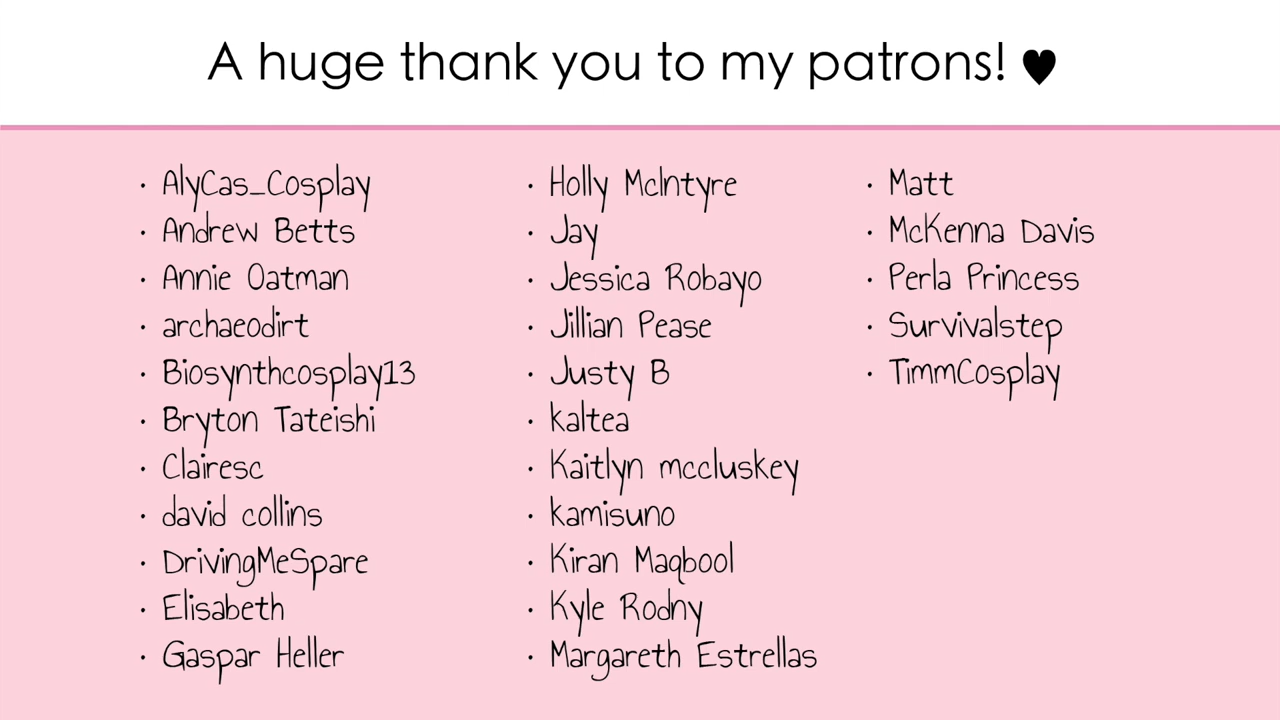 A huge thank you to my patrons! ♥
· AlyCas_Cosplay
· Andrew Betts
· Annie Oatman
· archaeodirt
· Biosynthcosplay13
· Bryton Tateishi
· Clairesc
· david collins
· DrivingMeSpare
· Elisabeth
· Gaspar Heller
· Holly McIntyre
· Jay
· Jessica Robayo
· Jillian Pease
· Justy B
· kaltea
· Kaitlyn mccluskey
· kamisuno
· Kiran Maqbool
· Kyle Rodny
· Margareth Estrellas
· Matt
· McKenna Davis
· Perla Princess
· Survivalstep
· TimmCosplay